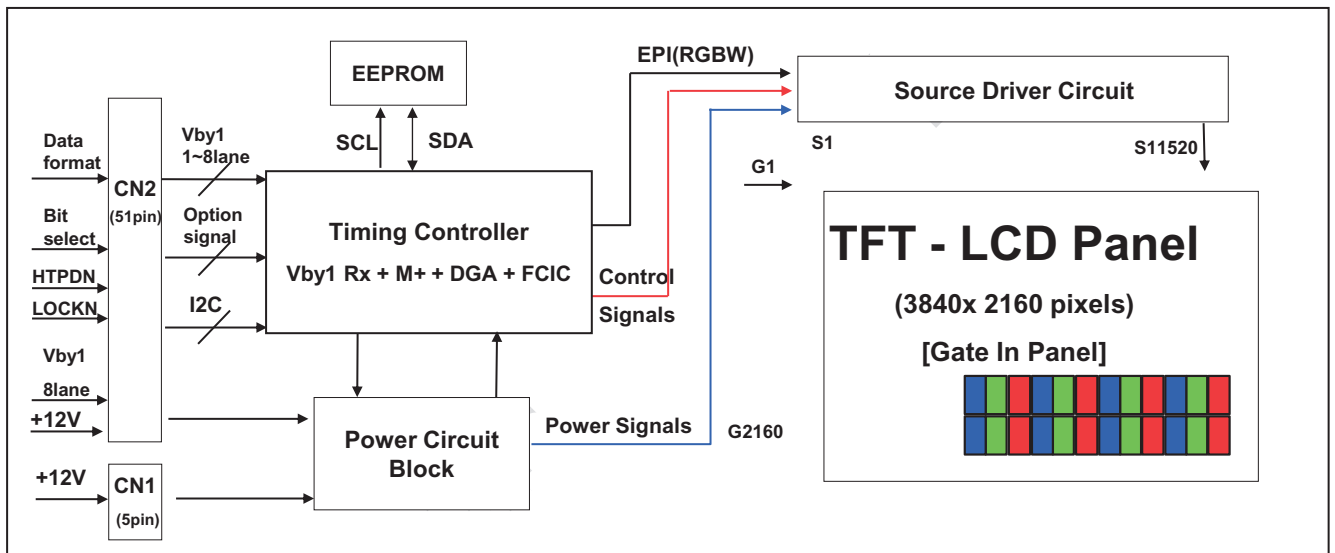 EEPROM
EPI(RGBW)
Source Driver Circuit
SCL
SDA
S1
S11520
G1
Data
format
CN2
(51pin)
Vby1
1~8lane
Bit
select
Option
signal
HTPDN
LOCKN
I2C
Timing Controller
Vby1 Rx + M+ + DGA + FCIC
Control
Signals
TFT - LCD Panel
(3840x 2160 pixels)
[Gate In Panel]
Vby1
8lane
+12V
Power Circuit
Block
Power Signals
G2160
+12V
CN1
(5pin)